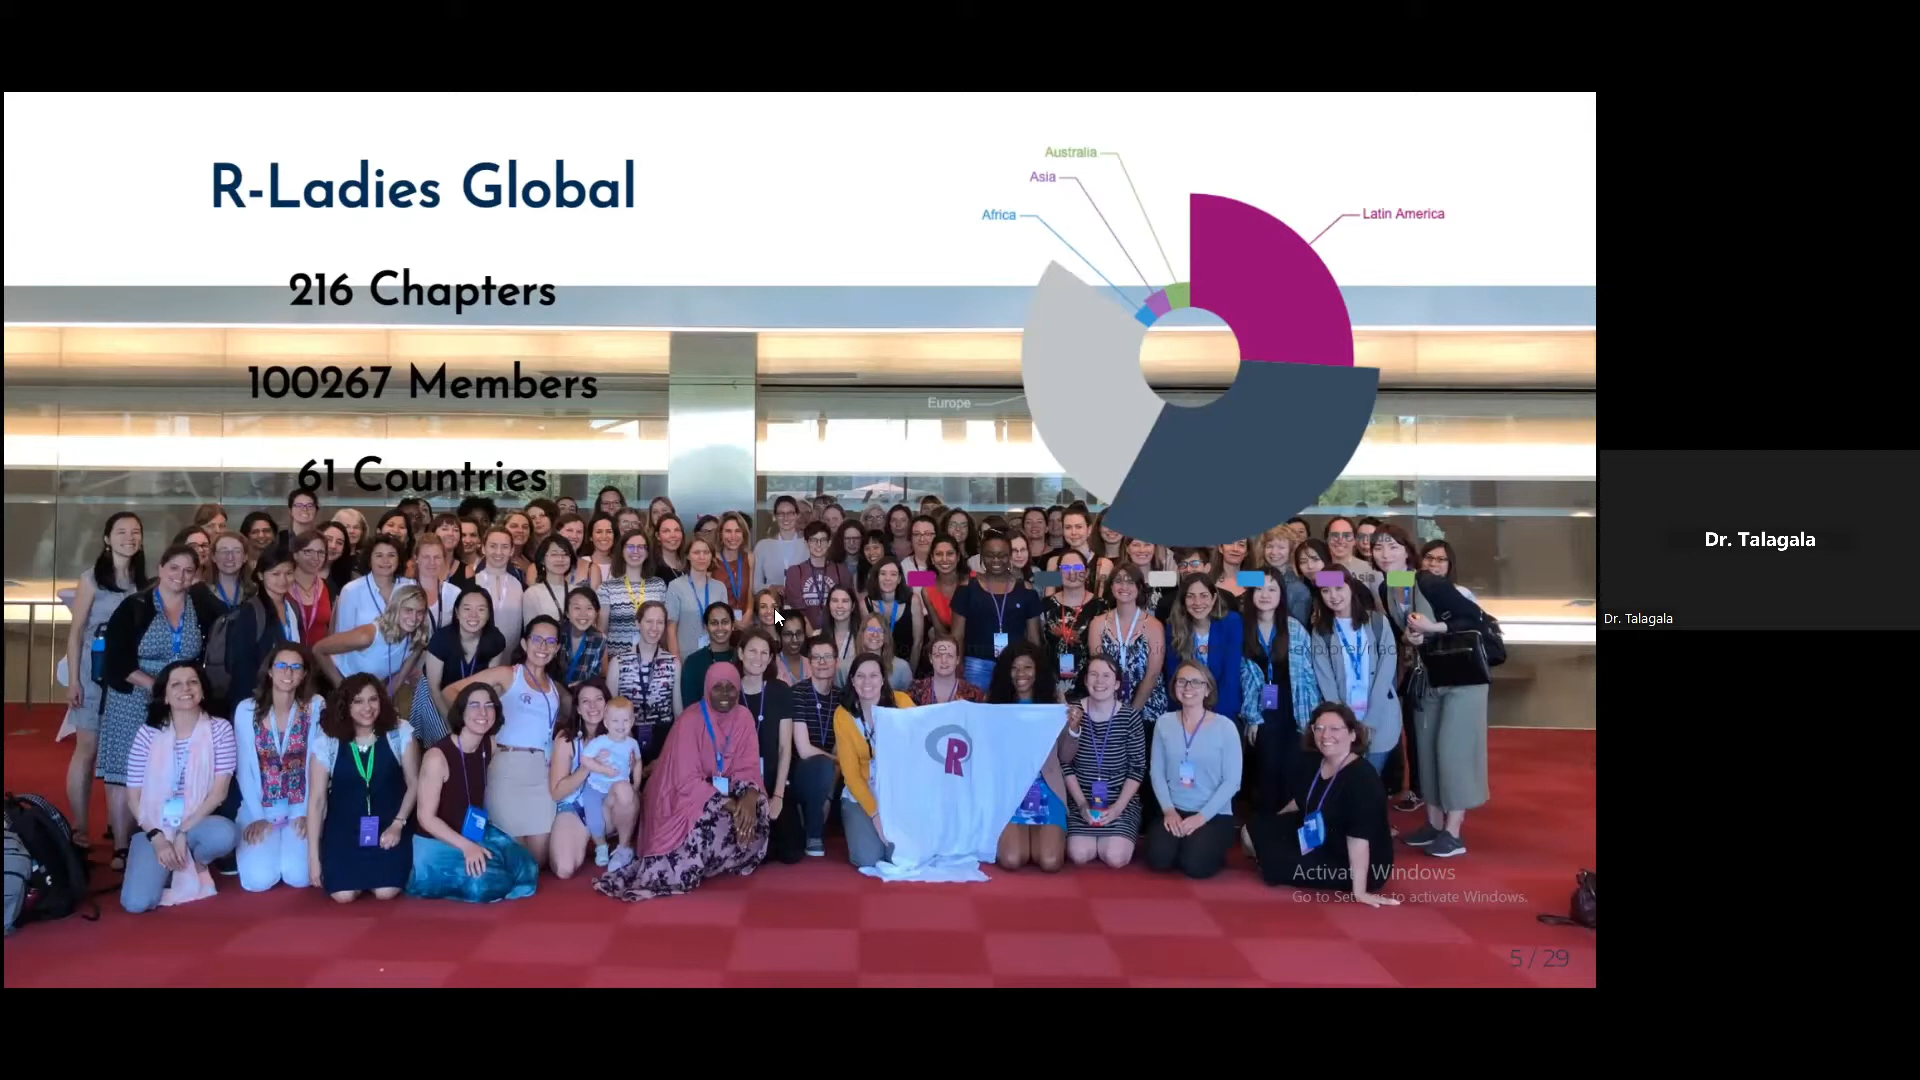 R-Ladies Global
216 Chapters
100267 Members
61 Countries
Australia
Asia
Africa
Latin America
Europe
Asia
R
Activate Windows
Go to Settings to activate Windows.
5 / 29
Dr. Talagala
Dr. Talagala